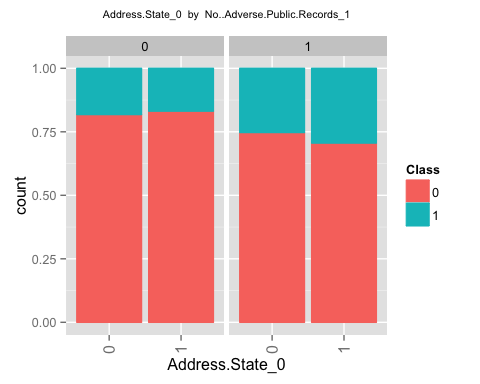 Address.State_0 by No..Adverse.Public.Records_1
0 1
1.00
0.75
0.50
0.25
0.00
count
0 1 0 1
Address.State_0
Class
0
1